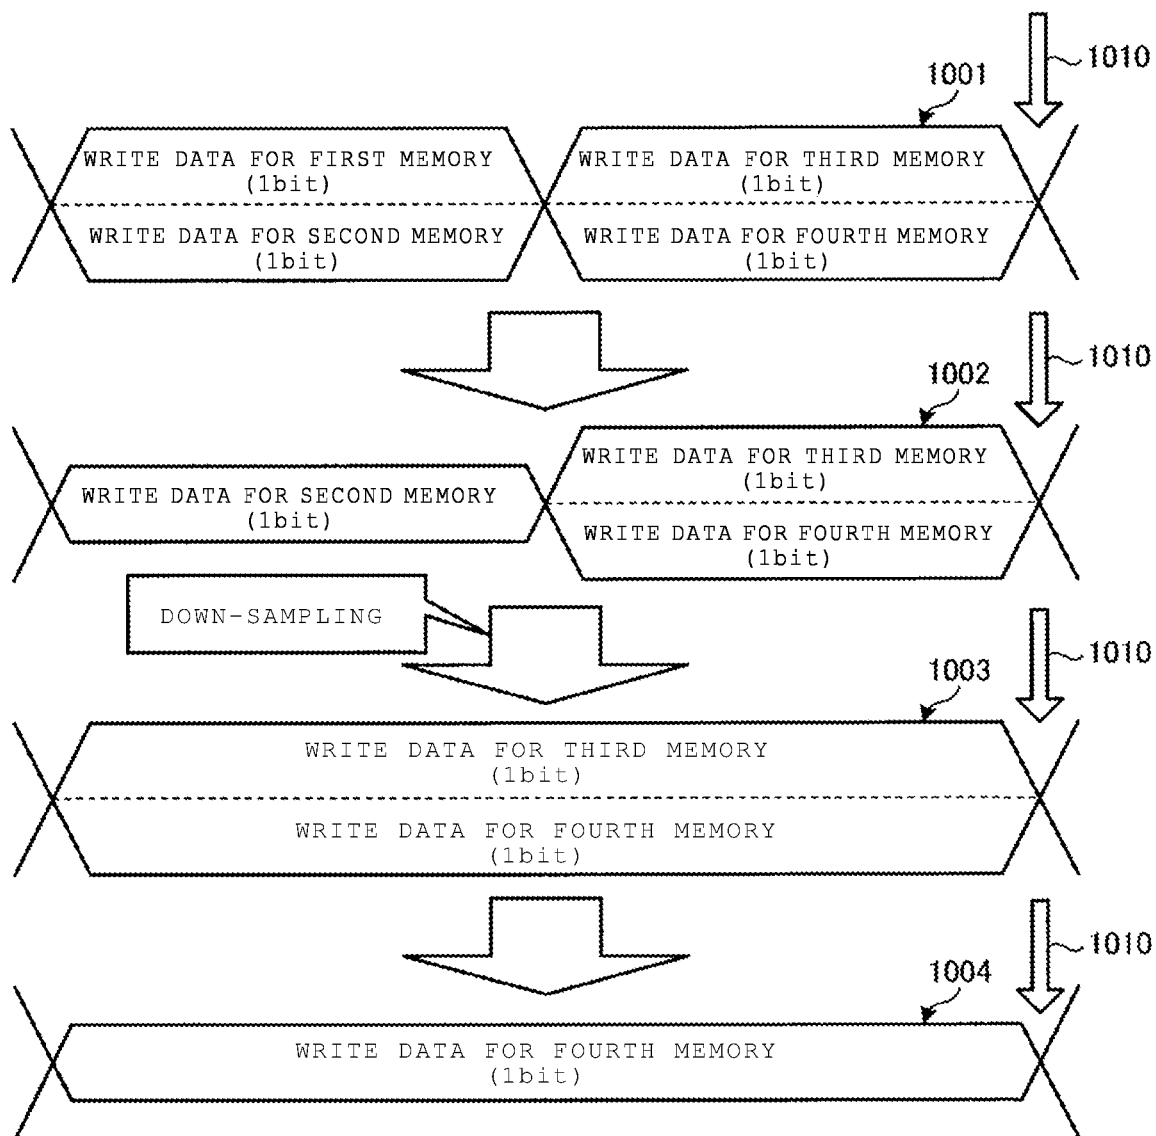 1010
1001
WRITE DATA FOR FIRST MEMORY
(1bit)
WRITE DATA FOR THIRD MEMORY
(1bit)
WRITE DATA FOR SECOND MEMORY
(1bit)
WRITE DATA FOR FOURTH MEMORY
(1bit)
1010
1002
WRITE DATA FOR THIRD MEMORY
(1bit)
WRITE DATA FOR SECOND MEMORY
(1bit)
WRITE DATA FOR FOURTH MEMORY
(1bit)
DOWN-SAMPLING
1010
1003
WRITE DATA FOR THIRD MEMORY
(1bit)
WRITE DATA FOR FOURTH MEMORY
(1bit)
1010
1004
WRITE DATA FOR FOURTH MEMORY
(1bit)